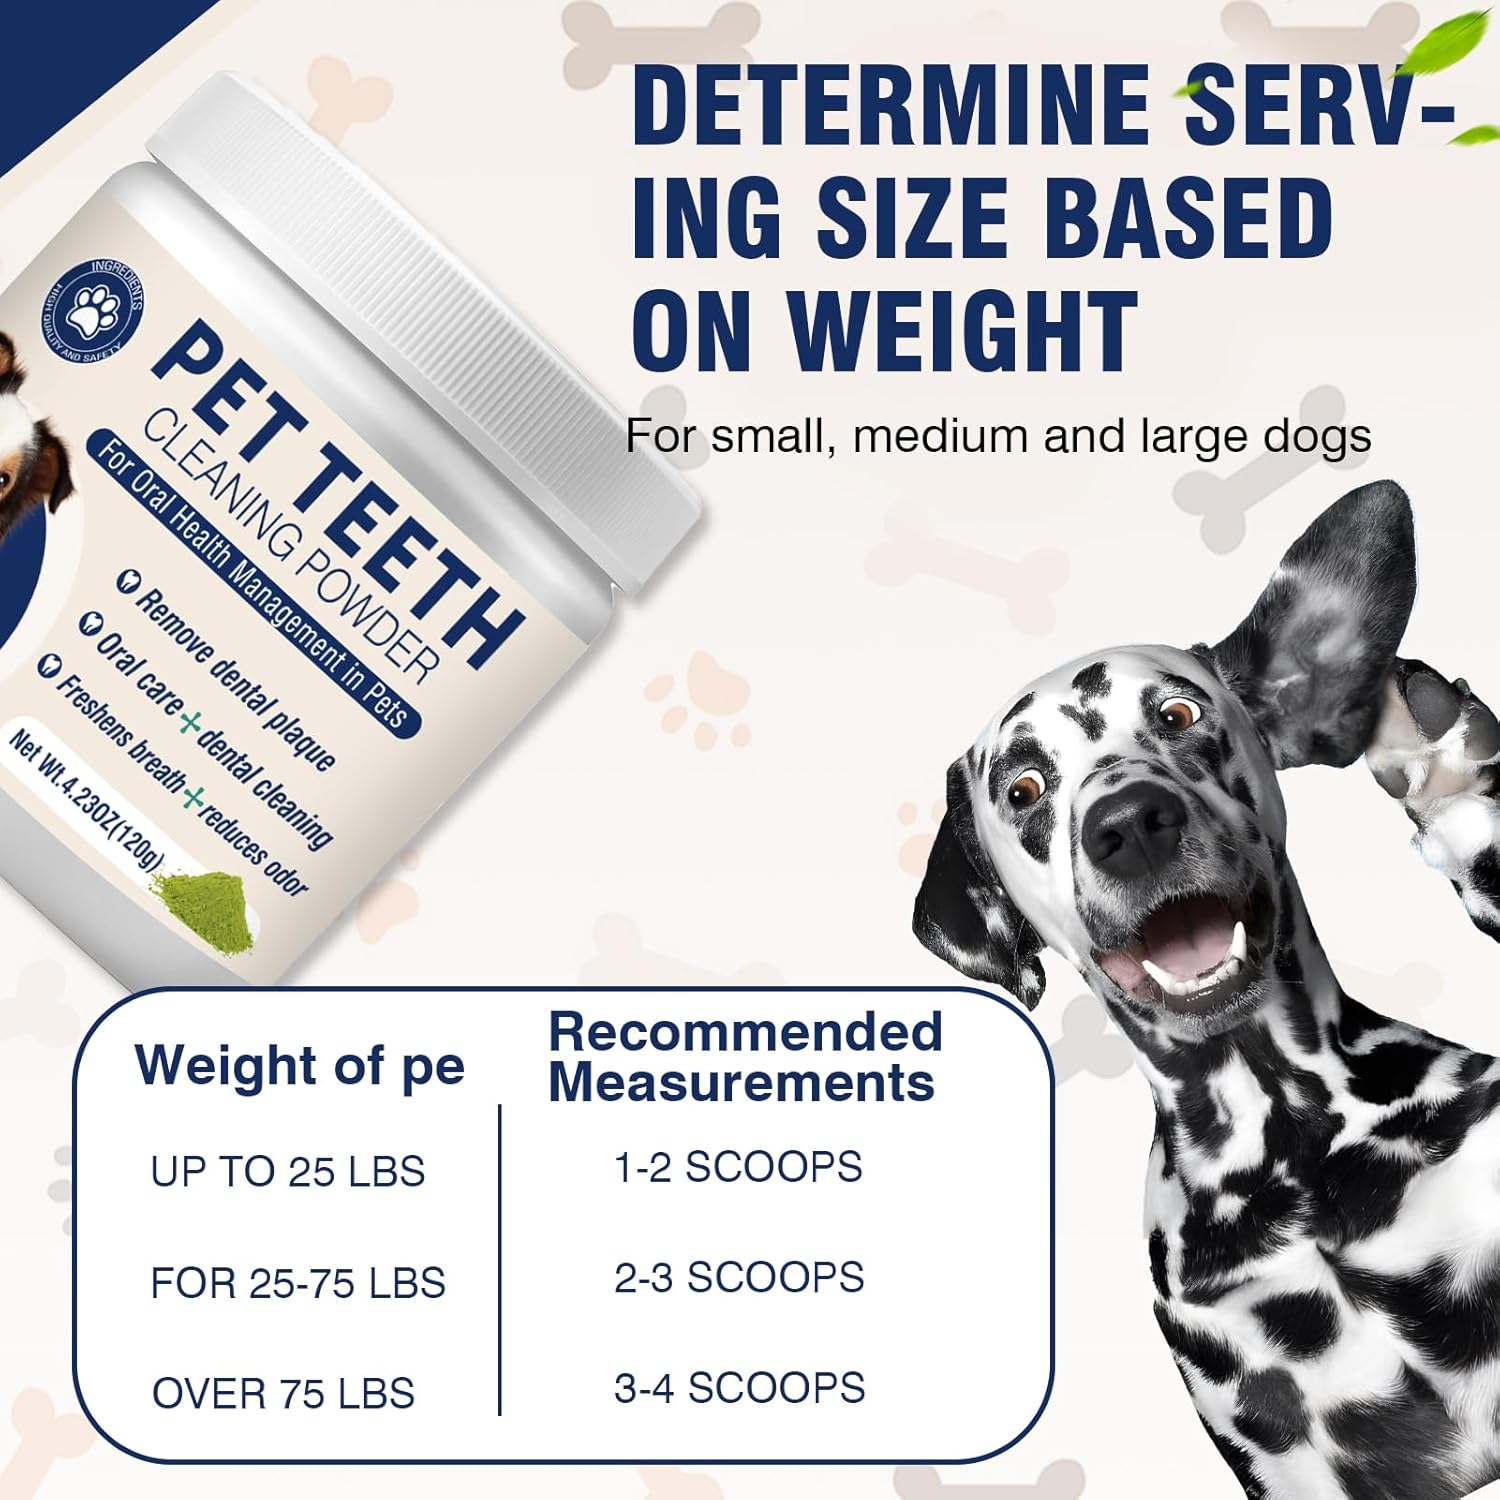 DETERMINE SERV-
ING SIZE BASED
ON WEIGHT
For small, medium and large dogs
INGREDIENTS
HIGH QUALITY AND SAFETY
PET TEETH
CLEANING POWDER
For Oral Health Management in Pets
Remove dental plaque
Oral care+dental cleaning
Freshens breath+reduces odor
Net Wt.4.23OZ(120g)
Weight of pe
Recommended
Measurements
UP TO 25 LBS
1-2 SCOOPS
FOR 25-75 LBS
2-3 SCOOPS
OVER 75 LBS
3-4 SCOOPS